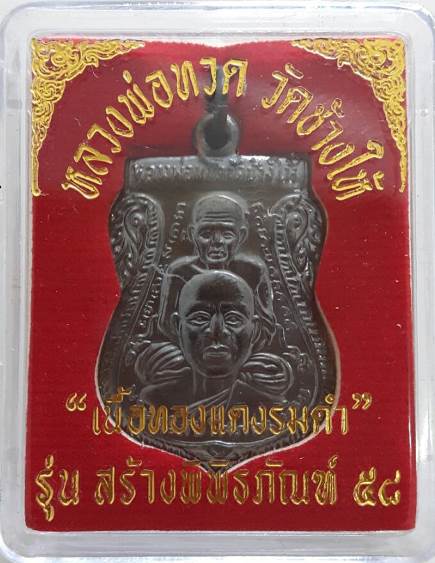 หลวงพ่อทวด วัดช้างให้
"เนื้อทองแดงรมดำ"
รุ่น สร้างพิพิธภัณฑ์ ๕๘